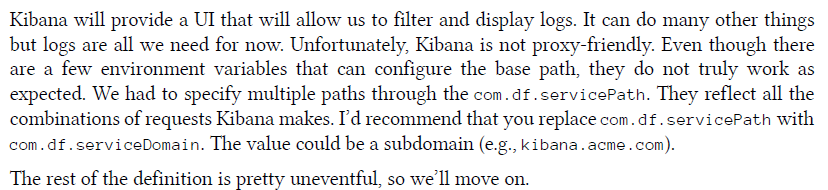 Kibana will provide a UI that will allow us to filter and display logs. It can do many other things
but logs are all we need for now. Unfortunately, Kibana is not proxy-friendly. Even though there
are a few environment variables that can configure the base path, they do not truly work as
expected. We had to specify multiple paths through the com.df.servicePath. They reflect all the
combinations of requests Kibana makes. I’d recommend that you replace com.df.servicePath with
com.df.serviceDomain. The value could be a subdomain (e.g., kibana.acme.com).
The rest of the definition is pretty uneventful, so we’ll move on.